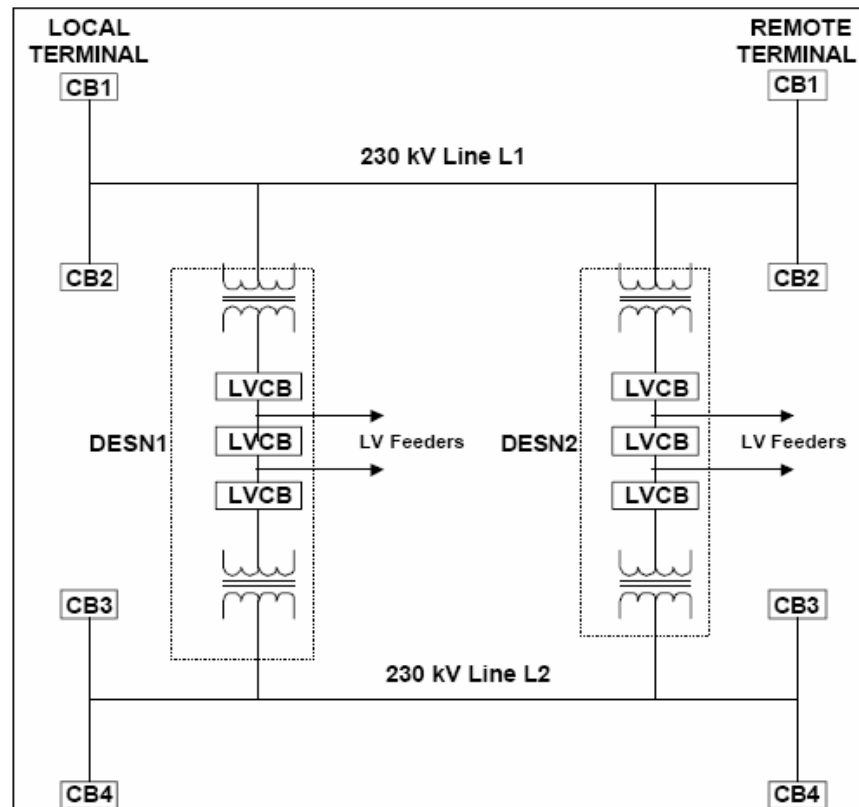 LOCAL
TERMINAL
REMOTE
TERMINAL
CB1
CB1
230 kV Line L1
CB2
CB2
LVCB
LVCB
DESN1
LVCB
LV Feeders
DESN2
LVCB
LV Feeders
LVCB
LVCB
CB3
CB3
230 kV Line L2
CB4
CB4